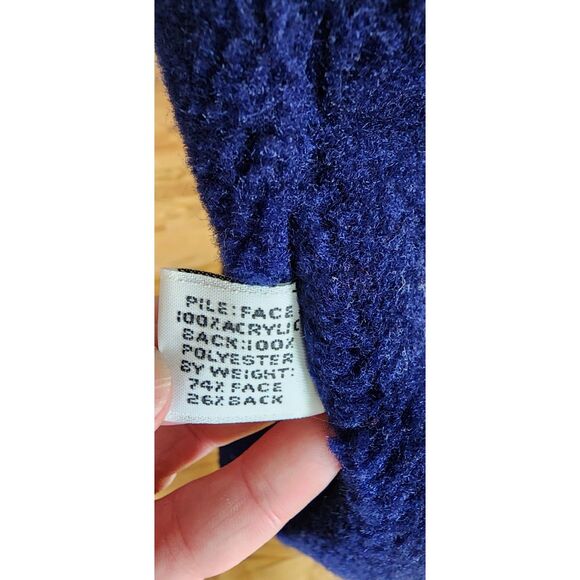 PILE:FACE
100%ACRYLIC
BACK:100%
POLYESTER
BY WEIGHT:
74% FACE
26%BACK